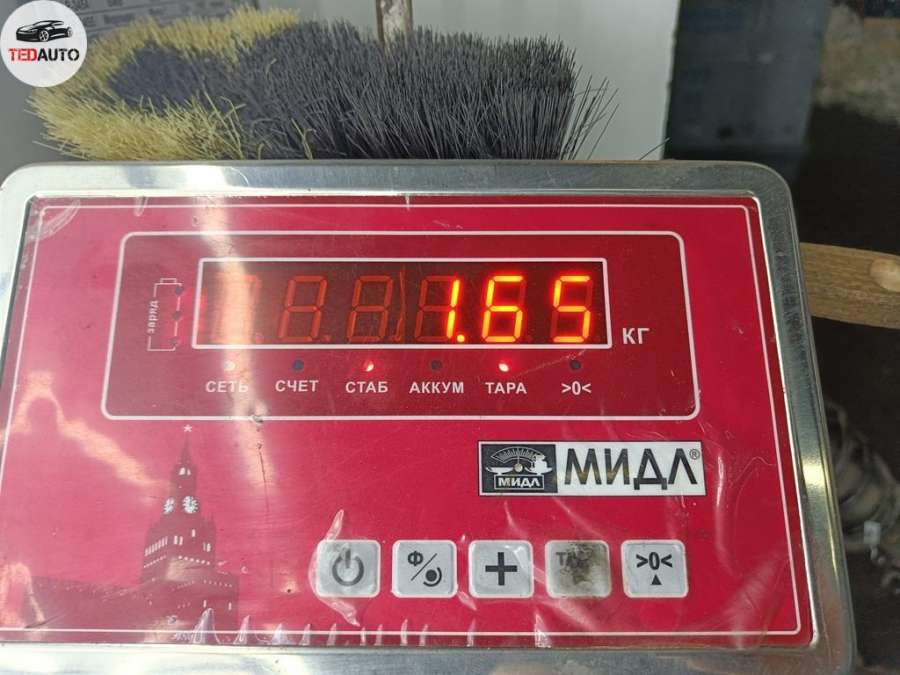 TEDAUTO
1.65
КГ
заряд
СЕТЬ СЧЕТ СТАБ АККУМ ТАРА >0<
МИДЛ МИДЛ®
Ф +  >0<